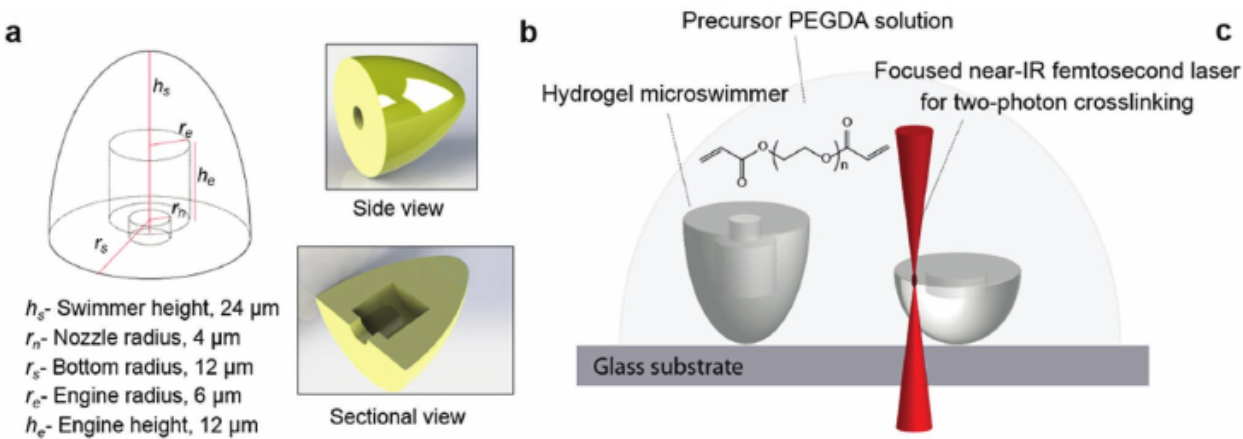 a
hs
re
he
rn
rs
hs- Swimmer height, 24 µm
rn- Nozzle radius, 4 µm
rs- Bottom radius, 12 µm
re- Engine radius, 6 µm
he- Engine height, 12 µm
Side view
Sectional view
b
Precursor PEGDA solution
c
Hydrogel microswimmer
Focused near-IR femtosecond laser
for two-photon crosslinking
O
O
O
O
n
Glass substrate